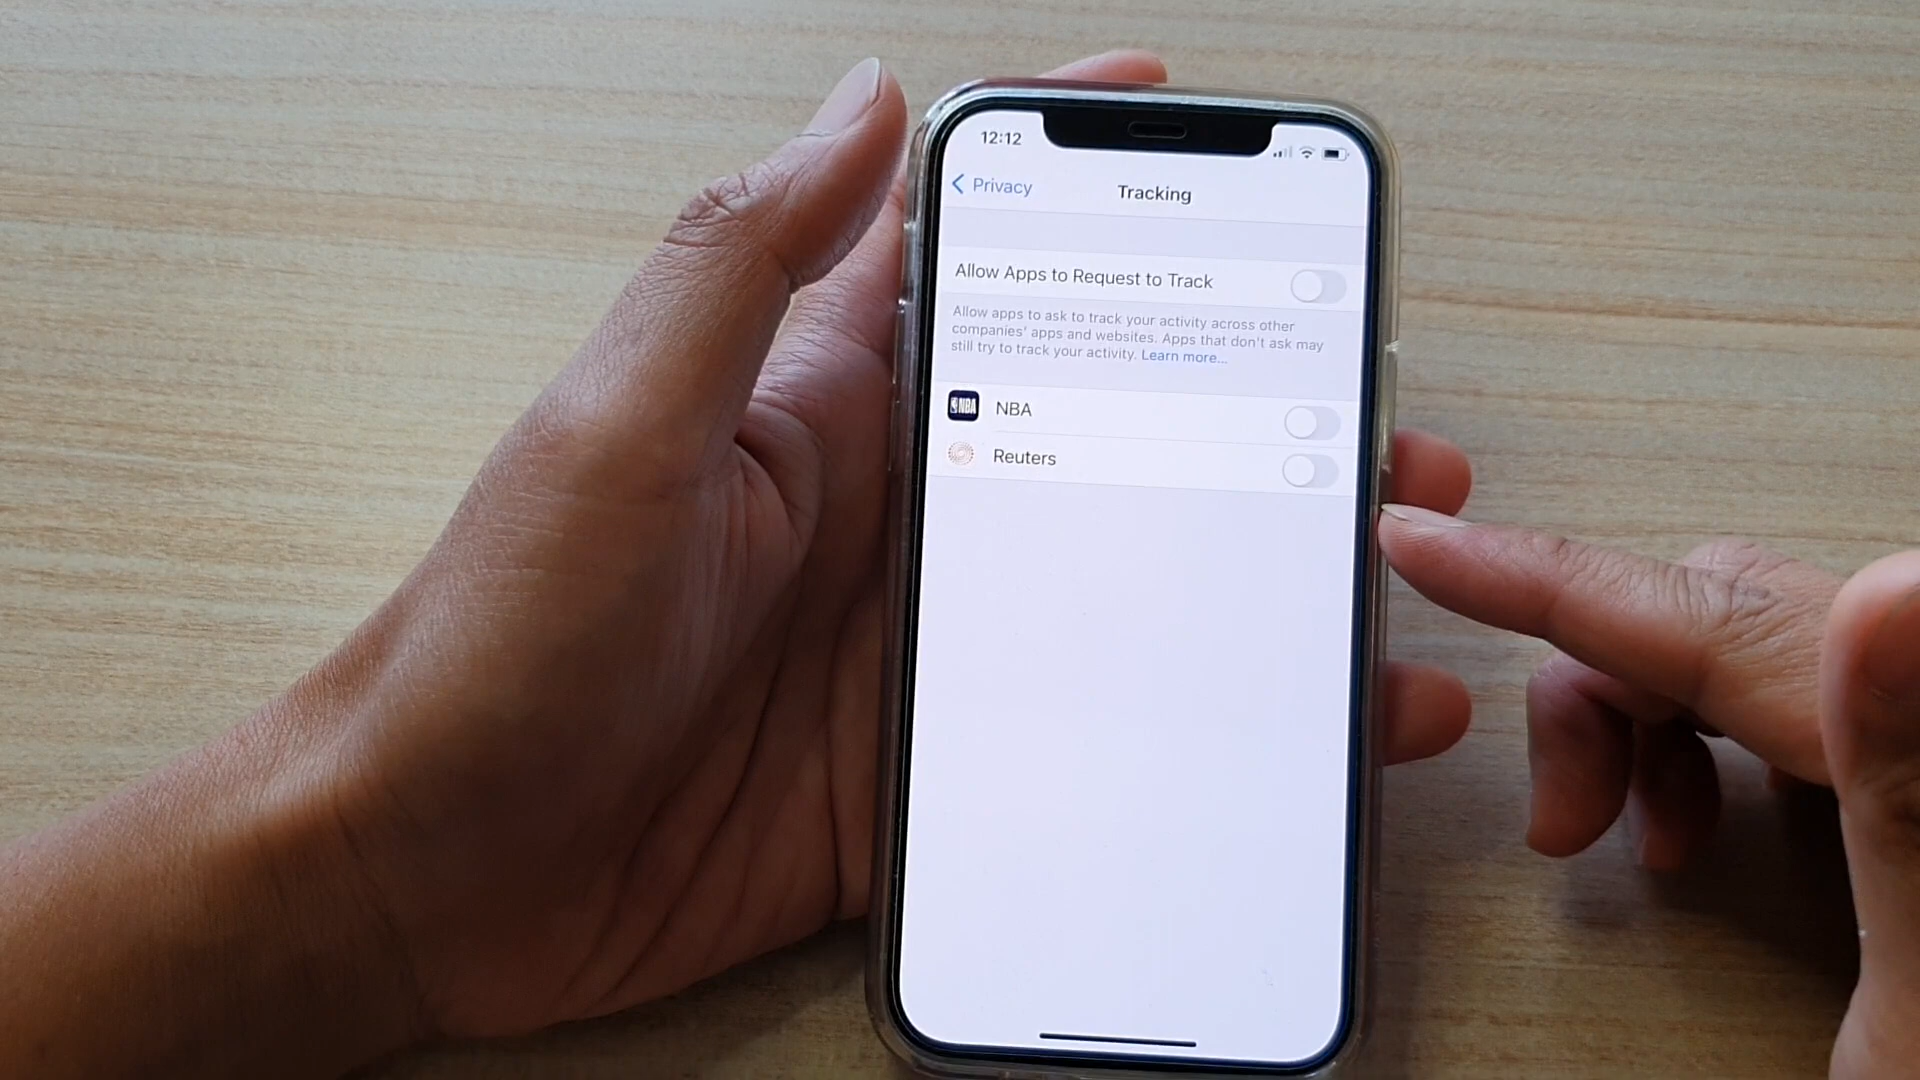 12:12
Privacy
Tracking
Allow Apps to Request to Track
Allow apps to ask to track your activity across other
companies' apps and websites. Apps that don't ask may
still try to track your activity. Learn more...
NBA NBA
Reuters